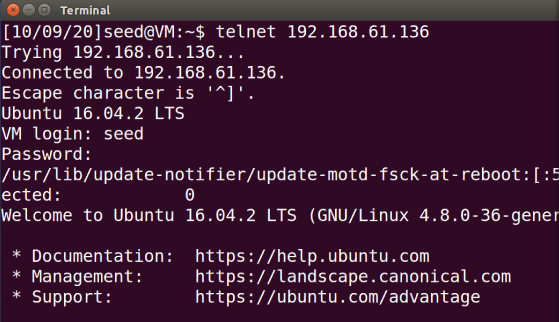 Terminal
[10/09/20]seed@VM:~$ telnet 192.168.61.136
Trying 192.168.61.136...
Connected to 192.168.61.136.
Escape character is '^]'.
Ubuntu 16.04.2 LTS
VM login: seed
Password:
/usr/lib/update-notifier/update-motd-fsck-at-reboot:[:5
ected:            0
Welcome to Ubuntu 16.04.2 LTS (GNU/Linux 4.8.0-36-gener
 * Documentation:  https://help.ubuntu.com
 * Management:     https://landscape.canonical.com
 * Support:        https://ubuntu.com/advantage